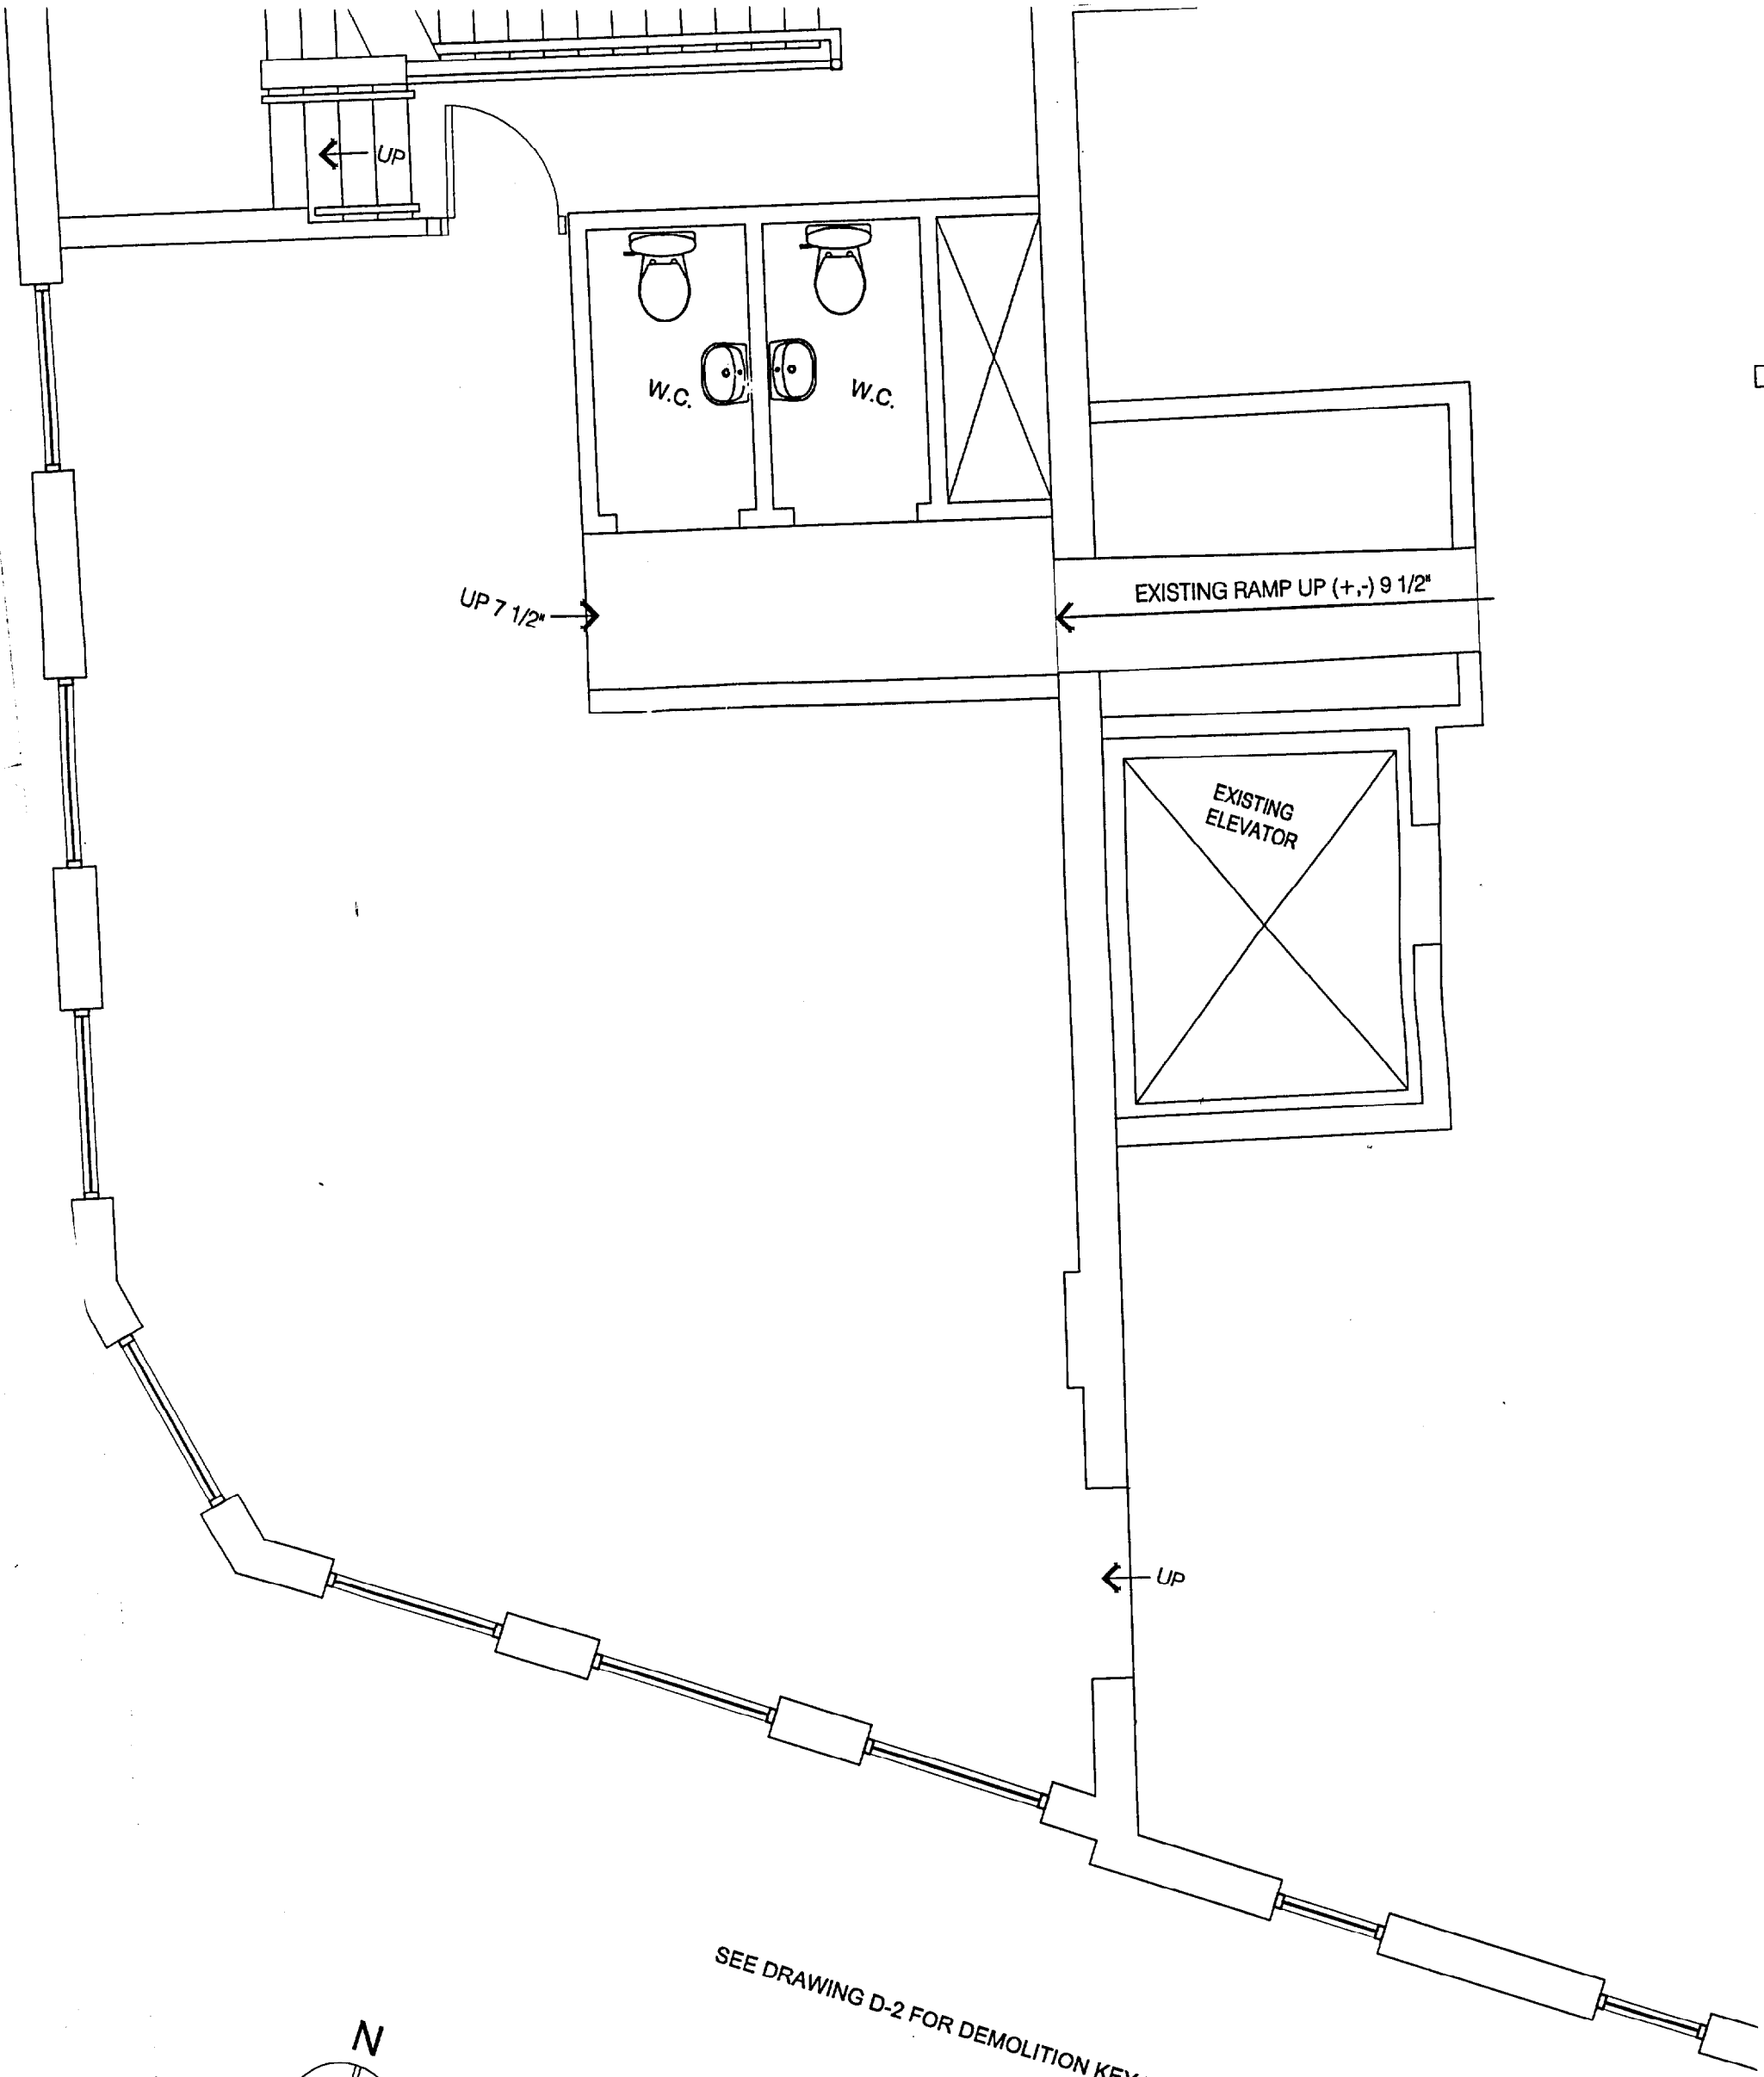 UP
W.C.
W.C.
UP 7 1/2"
EXISTING RAMP UP (+,-) 9 1/2"
EXISTING
ELEVATOR
UP
SEE DRAWING D-2 FOR DEMOLITION KEY
N